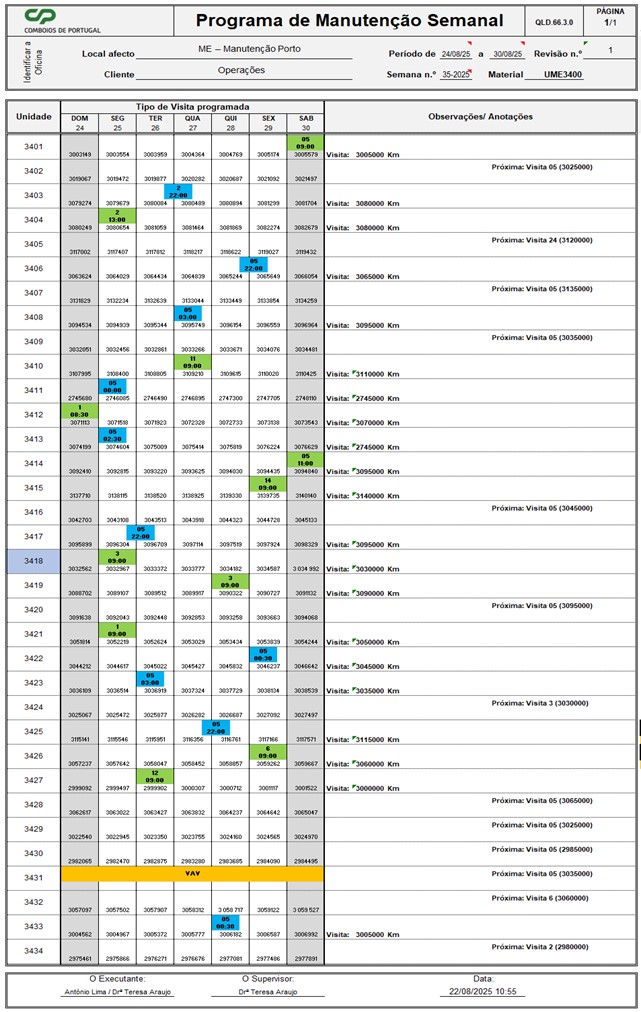 CP
COMBOIOS DE PORTUGAL
Programa de Manutenção Semanal
QLD.66.3.0
PÁGINA
1/1
Identificar a Oficina
Local afecto ME – Manutenção Porto Período de 24/08/25 a 30/08/25 Revisão n.º 1
Cliente Operações Semana n.º 35-2025 Material UME3400
Unidade Tipo de Visita programada Observações/ Anotações
DOM SEG TER QUA QUI SEX SAB
24 25 26 27 28 29 30
3401 05 09:00
3003149 3003554 3003959 3004364 3004769 3005174 3005579 Visita: 3005000 Km
3402 Próxima: Visita 05 (3025000)
3019067 3019472 3019877 3020282 3020687 3021092 3021497
3403 2 22:00
3079274 3079679 3080084 3080489 3080894 3081299 3081704 Visita: 3080000 Km
3404 2 13:00
3080249 3080654 3081059 3081464 3081869 3082274 3082679 Visita: 3080000 Km
3405 Próxima: Visita 24 (3120000)
3117002 3117407 3117812 3118217 3118622 3119027 3119432
3406 05 22:00
3063624 3064029 3064434 3064839 3065244 3065649 3066054 Visita: 3065000 Km
3407 Próxima: Visita 05 (3135000)
3131829 3132234 3132639 3133044 3133449 3133854 3134259
3408 05 03:00
3094534 3094939 3095344 3095749 3096154 3096559 3096964 Visita: 3095000 Km
3409 Próxima: Visita 05 (3035000)
3032051 3032456 3032861 3033266 3033671 3034076 3034481
3410 11 09:00
3107995 3108400 3108805 3109210 3109615 3110020 3110425 Visita: 3110000 Km
3411 05 00:00
2745680 2746085 2746490 2746895 2747300 2747705 2748110 Visita: 2745000 Km
3412 1 08:30
3071113 3071518 3071923 3072328 3072733 3073138 3073543 Visita: 3070000 Km
3413 05 02:30
3074199 3074604 3075009 3075414 3075819 3076224 3076629 Visita: 2745000 Km
3414 05 11:00
3092410 3092815 3093220 3093625 3094030 3094435 3094840 Visita: 3095000 Km
3415 14 09:00
3137710 3138115 3138520 3138925 3139330 3139735 3140140 Visita: 3140000 Km
3416 Próxima: Visita 05 (3045000)
3042703 3043108 3043513 3043918 3044323 3044728 3045133
3417 05 22:00
3095899 3096304 3096709 3097114 3097519 3097924 3098329 Visita: 3095000 Km
3418 3 09:00
3032562 3032967 3033372 3033777 3034182 3034587 3 034 992 Visita: 3030000 Km
3419 3 09:00
3088702 3089107 3089512 3089917 3090322 3090727 3091132 Visita: 3090000 Km
3420 Próxima: Visita 05 (3095000)
3091638 3092043 3092448 3092853 3093258 3093663 3094068
3421 1 09:00
3051814 3052219 3052624 3053029 3053434 3053839 3054244 Visita: 3050000 Km
3422 05 00:30
3044212 3044617 3045022 3045427 3045832 3046237 3046642 Visita: 3045000 Km
3423 05 03:00
3036109 3036514 3036919 3037324 3037729 3038134 3038539 Visita: 3035000 Km
3424 Próxima: Visita 3 (3030000)
3025067 3025472 3025877 3026282 3026687 3027092 3027497
3425 05 22:00
3115141 3115546 3115951 3116356 3116761 3117166 3117571 Visita: 3115000 Km
3426 6 09:00
3057237 3057642 3058047 3058452 3058857 3059262 3059667 Visita: 3060000 Km
3427 12 09:00
2999092 2999497 2999902 3000307 3000712 3001117 3001522 Visita: 3000000 Km
3428 Próxima: Visita 05 (3065000)
3062617 3063022 3063427 3063832 3064237 3064642 3065047
3429 Próxima: Visita 05 (3025000)
3022540 3022945 3023350 3023755 3024160 3024565 3024970
3430 Próxima: Visita 05 (2985000)
2982065 2982470 2982875 2983280 2983685 2984090 2984495
3431 VAV Próxima: Visita 05 (3035000)
3432 Próxima: Visita 6 (3060000)
3057097 3057502 3057907 3058312 3 058 717 3059122 3 059 527
3433 05 00:30
3004562 3004967 3005372 3005777 3006182 3006587 3006992 Visita: 3005000 Km
3434 Próxima: Visita 2 (2980000)
2975461 2975866 2976271 2976676 2977081 2977486 2977891
O Executante: O Supervisor: Data:
António Lima / Drª Teresa Araujo Drª Teresa Araujo 22/08/2025 10:55